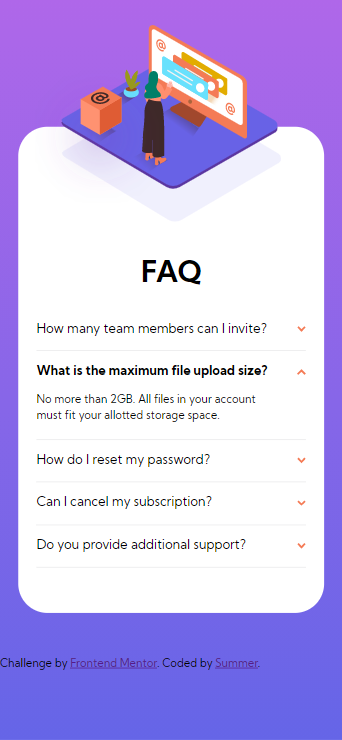 FAQ
How many team members can I invite?
What is the maximum file upload size?
No more than 2GB. All files in your account
must fit your allotted storage space.
How do I reset my password?
Can I cancel my subscription?
Do you provide additional support?
Challenge by Frontend Mentor. Coded by Summer.